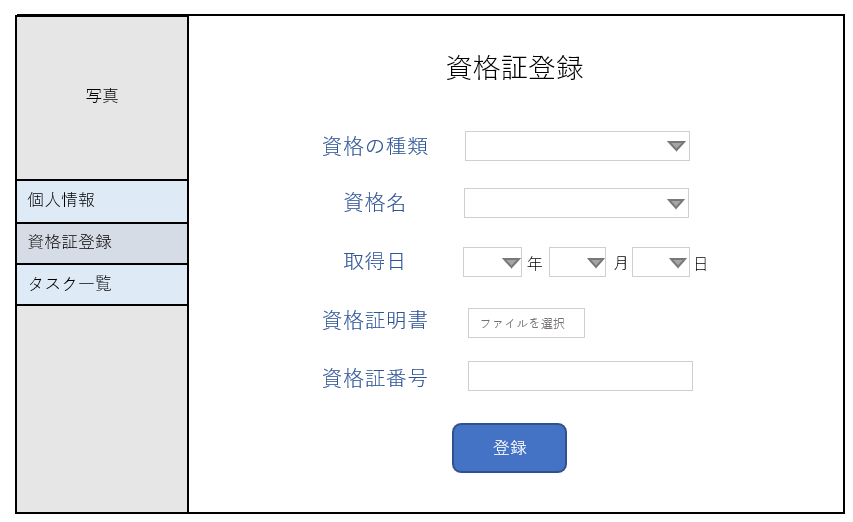 写真
個人情報
資格証登録
タスク一覧
資格証登録
資格の種類
資格名
取得日 年 月 日
資格証明書 ファイルを選択
資格証番号
登録